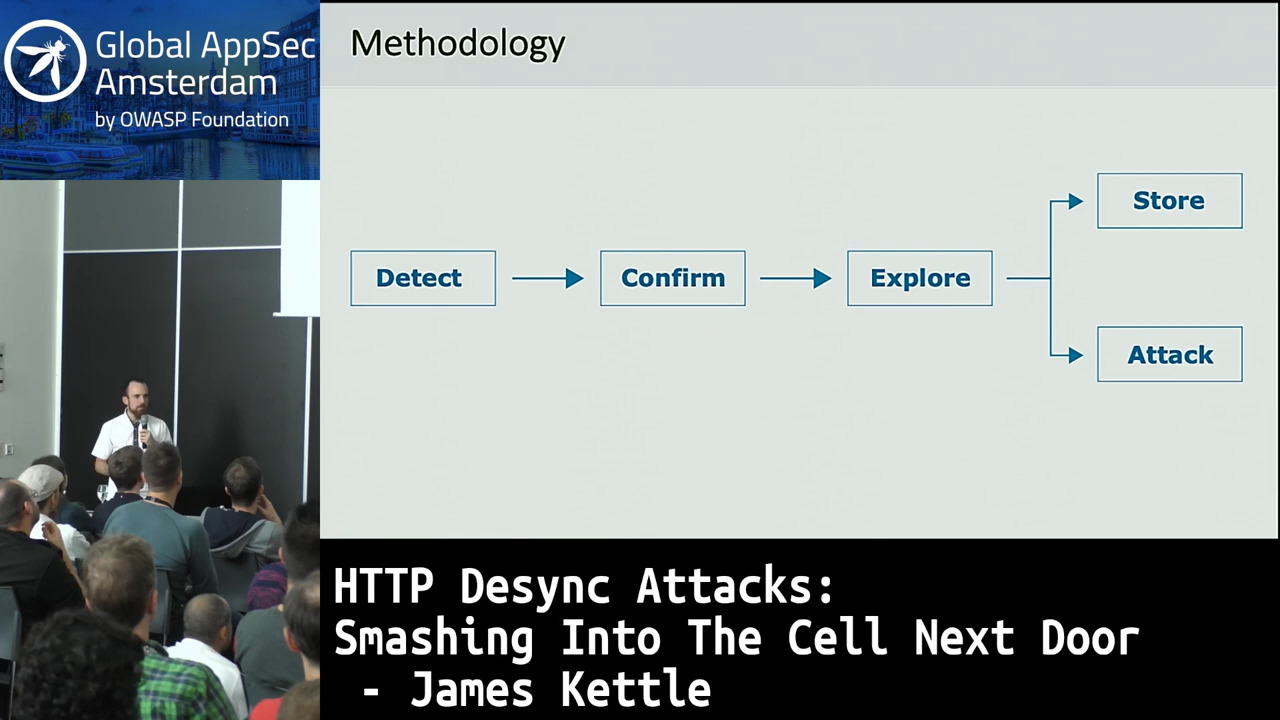 Global AppSec
Amsterdam
by OWASP Foundation
Methodology
Detect
Confirm
Explore
Store
Attack
HTTP Desync Attacks:
Smashing Into The Cell Next Door
- James Kettle